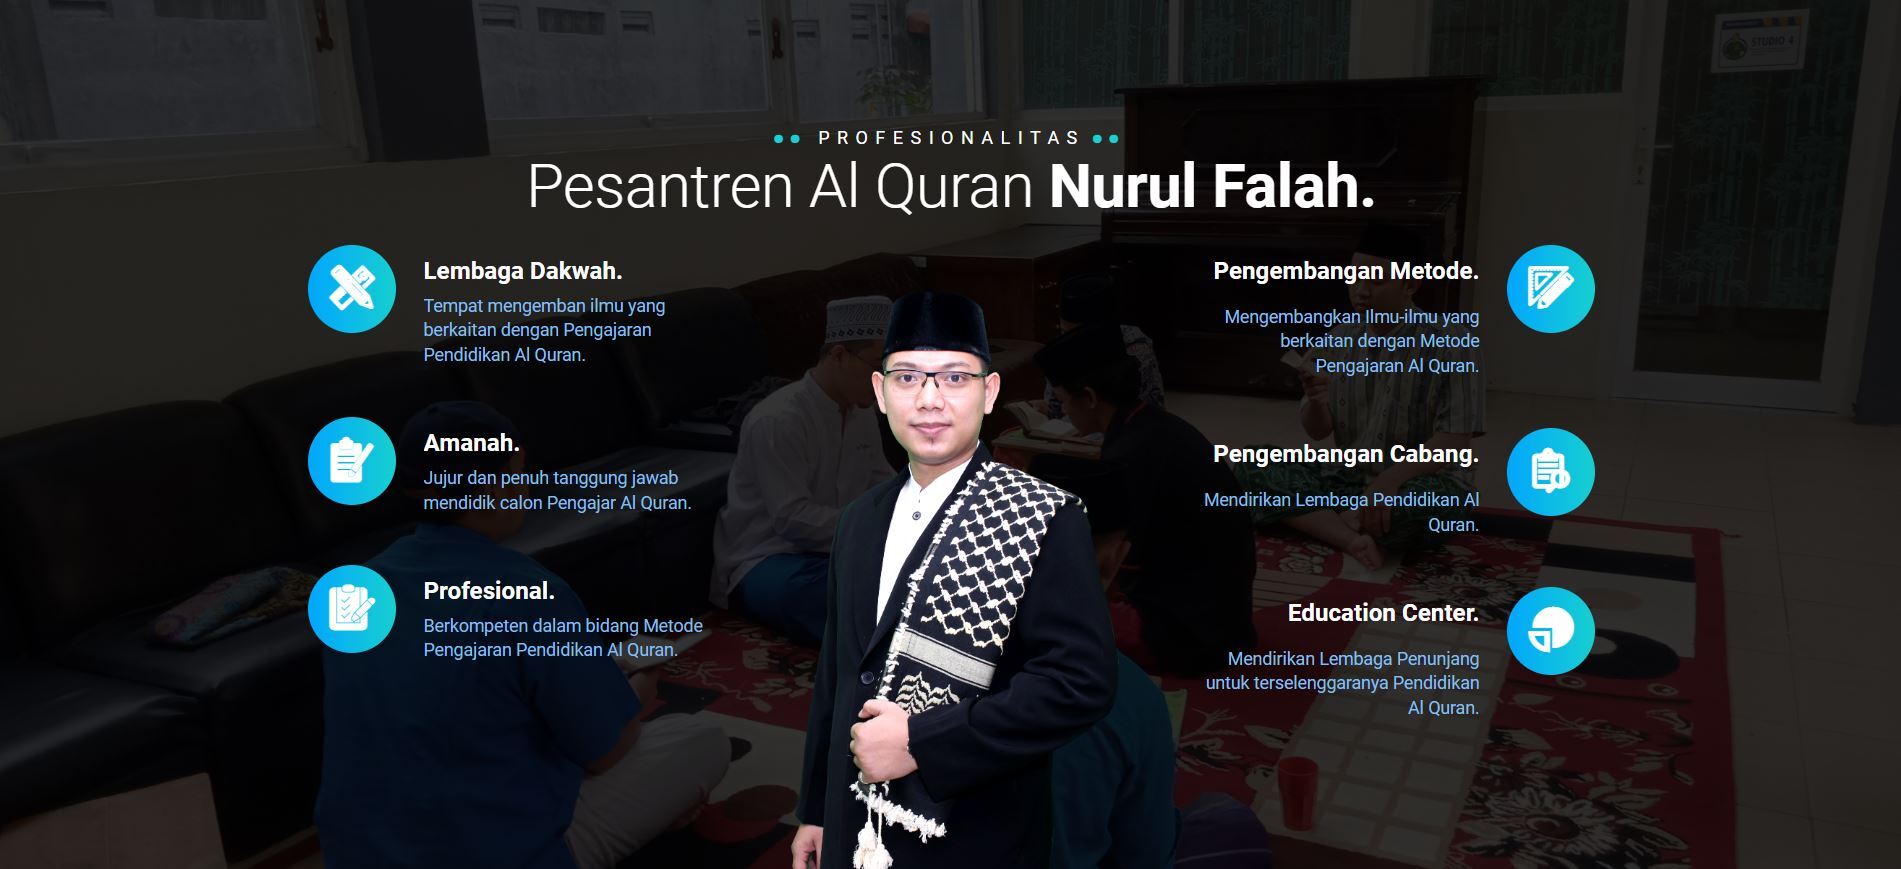 PROFESIONALITAS
Pesantren Al Quran Nurul Falah.
Lembaga Dakwah.
Tempat mengemban ilmu yang
berkaitan dengan Pengajaran
Pendidikan Al Quran.
Amanah.
Jujur dan penuh tanggung jawab
mendidik calon Pengajar Al Quran.
Profesional.
Berkompeten dalam bidang Metode
Pengajaran Pendidikan Al Quran.
Pengembangan Metode.
Mengembangkan Ilmu-ilmu yang
berkaitan dengan Metode
Pengajaran Al Quran.
Pengembangan Cabang.
Mendirikan Lembaga Pendidikan Al
Quran.
Education Center.
Mendirikan Lembaga Penunjang
untuk terselenggaranya Pendidikan
Al Quran.
STUDIO 4